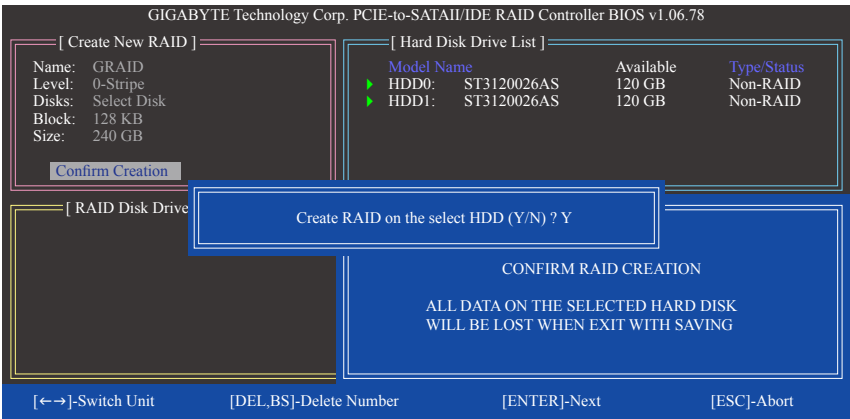 GIGABYTE Technology Corp. PCIE-to-SATAII/IDE RAID Controller BIOS v1.06.78
[ Create New RAID ]
Name: GRAID
Level: 0-Stripe
Disks: Select Disk
Block: 128 KB
Size: 240 GB
Confirm Creation
[ Hard Disk Drive List ]
Model Name Available Type/Status
HDD0: ST3120026AS 120 GB Non-RAID
HDD1: ST3120026AS 120 GB Non-RAID
[ RAID Disk Drive
Create RAID on the select HDD (Y/N) ? Y
CONFIRM RAID CREATION
ALL DATA ON THE SELECTED HARD DISK
WILL BE LOST WHEN EXIT WITH SAVING
[←→]-Switch Unit [DEL,BS]-Delete Number [ENTER]-Next [ESC]-Abort